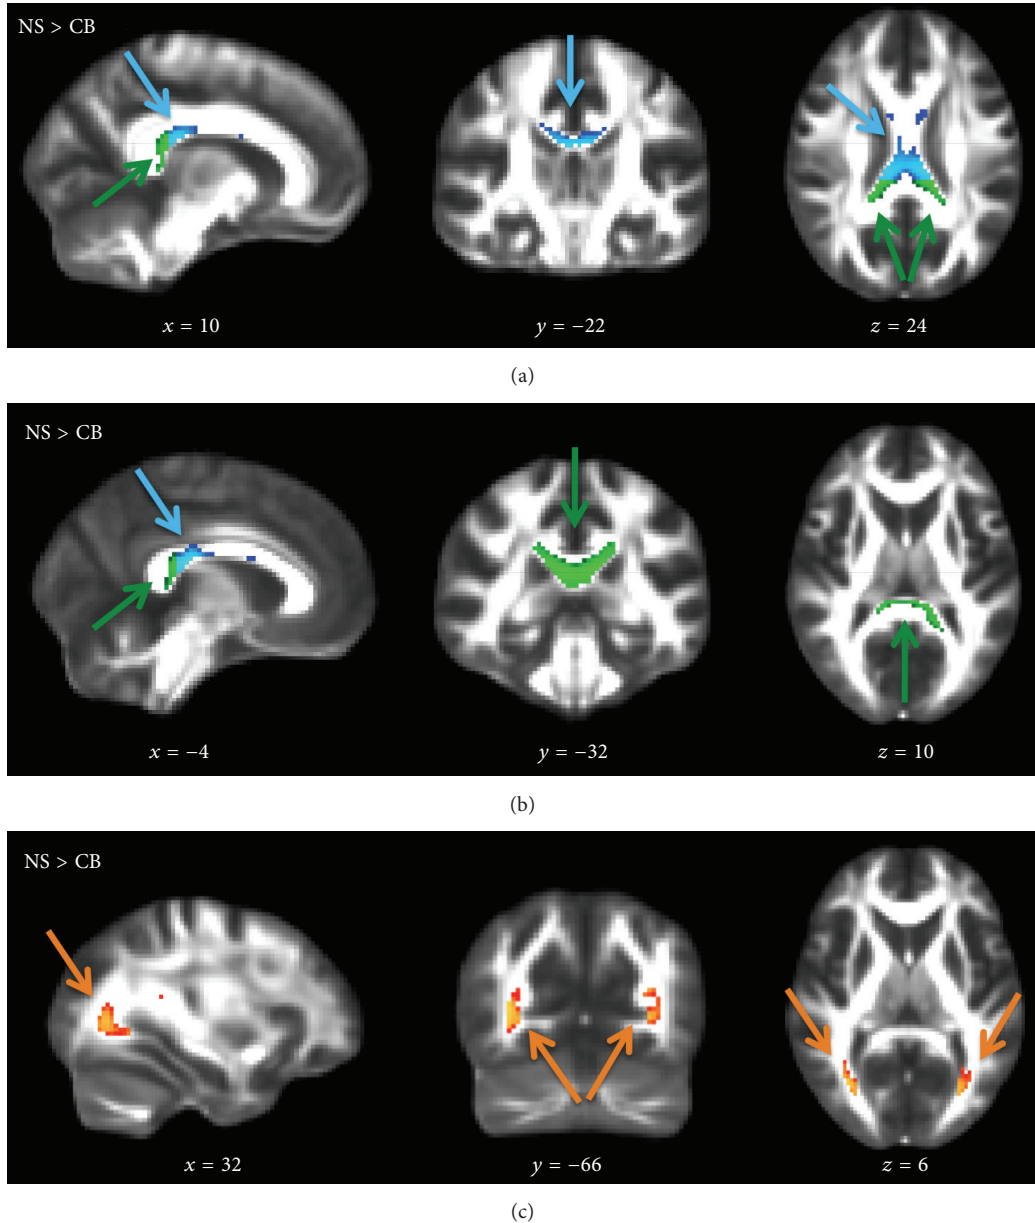 NS > CB
x = 10
y = −22
z = 24
(a)
NS > CB
x = −4
y = −32
z = 10
(b)
NS > CB
x = 32
y = −66
z = 6
(c)